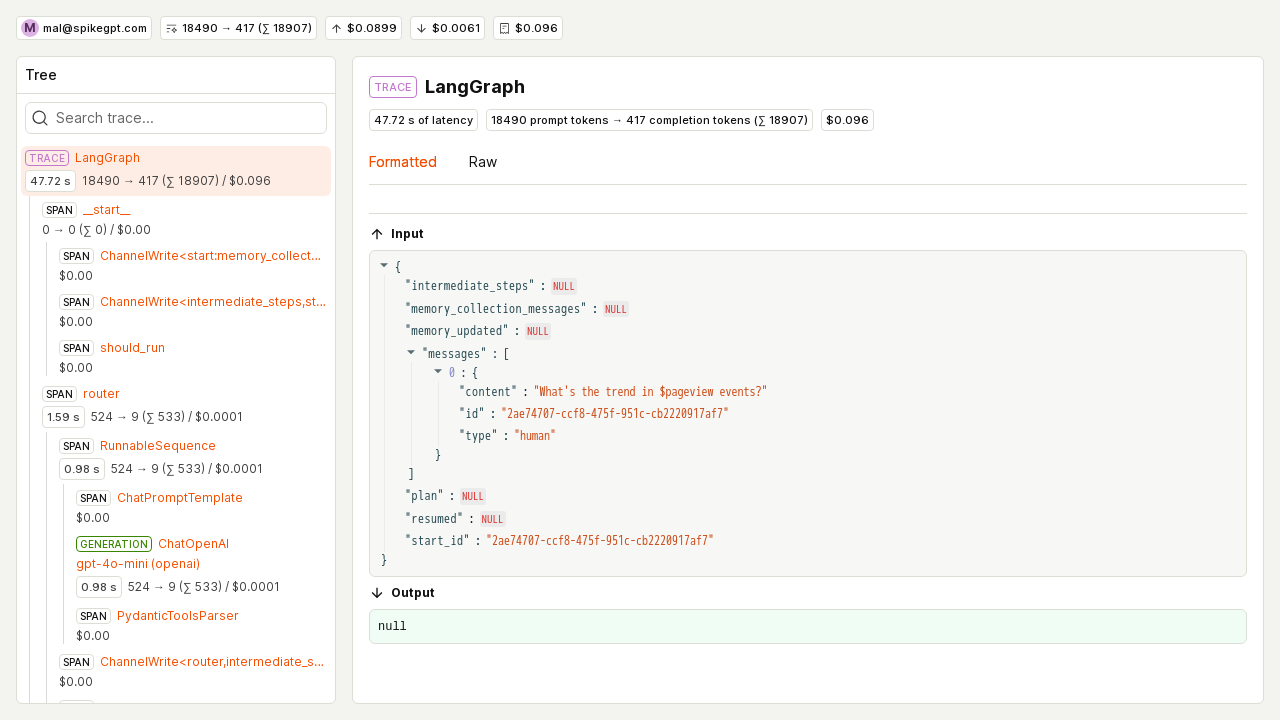 M mal@spikegpt.com 18490 → 417 (∑ 18907) $0.0899 $0.0061 $0.096
Tree
Search trace...
TRACE LangGraph
47.72 s 18490 → 417 (∑ 18907) / $0.096
SPAN __start__
0 → 0 (∑ 0) / $0.00
SPAN ChannelWrite<start:memory_collect...
$0.00
SPAN ChannelWrite<intermediate_steps,st...
$0.00
SPAN should_run
$0.00
SPAN router
1.59 s 524 → 9 (∑ 533) / $0.0001
SPAN RunnableSequence
0.98 s 524 → 9 (∑ 533) / $0.0001
SPAN ChatPromptTemplate
$0.00
GENERATION ChatOpenAI
gpt-4o-mini (openai)
0.98 s 524 → 9 (∑ 533) / $0.0001
SPAN PydanticToolsParser
$0.00
SPAN ChannelWrite<router,intermediate_s...
$0.00
TRACE LangGraph
47.72 s of latency 18490 prompt tokens → 417 completion tokens (∑ 18907) $0.096
Formatted Raw
Input
{
"intermediate_steps" : NULL
"memory_collection_messages" : NULL
"memory_updated" : NULL
"messages" : [
0 : {
"content" : "What's the trend in $pageview events?"
"id" : "2ae74707-ccf8-475f-951c-cb2220917af7"
"type" : "human"
}
]
"plan" : NULL
"resumed" : NULL
"start_id" : "2ae74707-ccf8-475f-951c-cb2220917af7"
}
Output
null